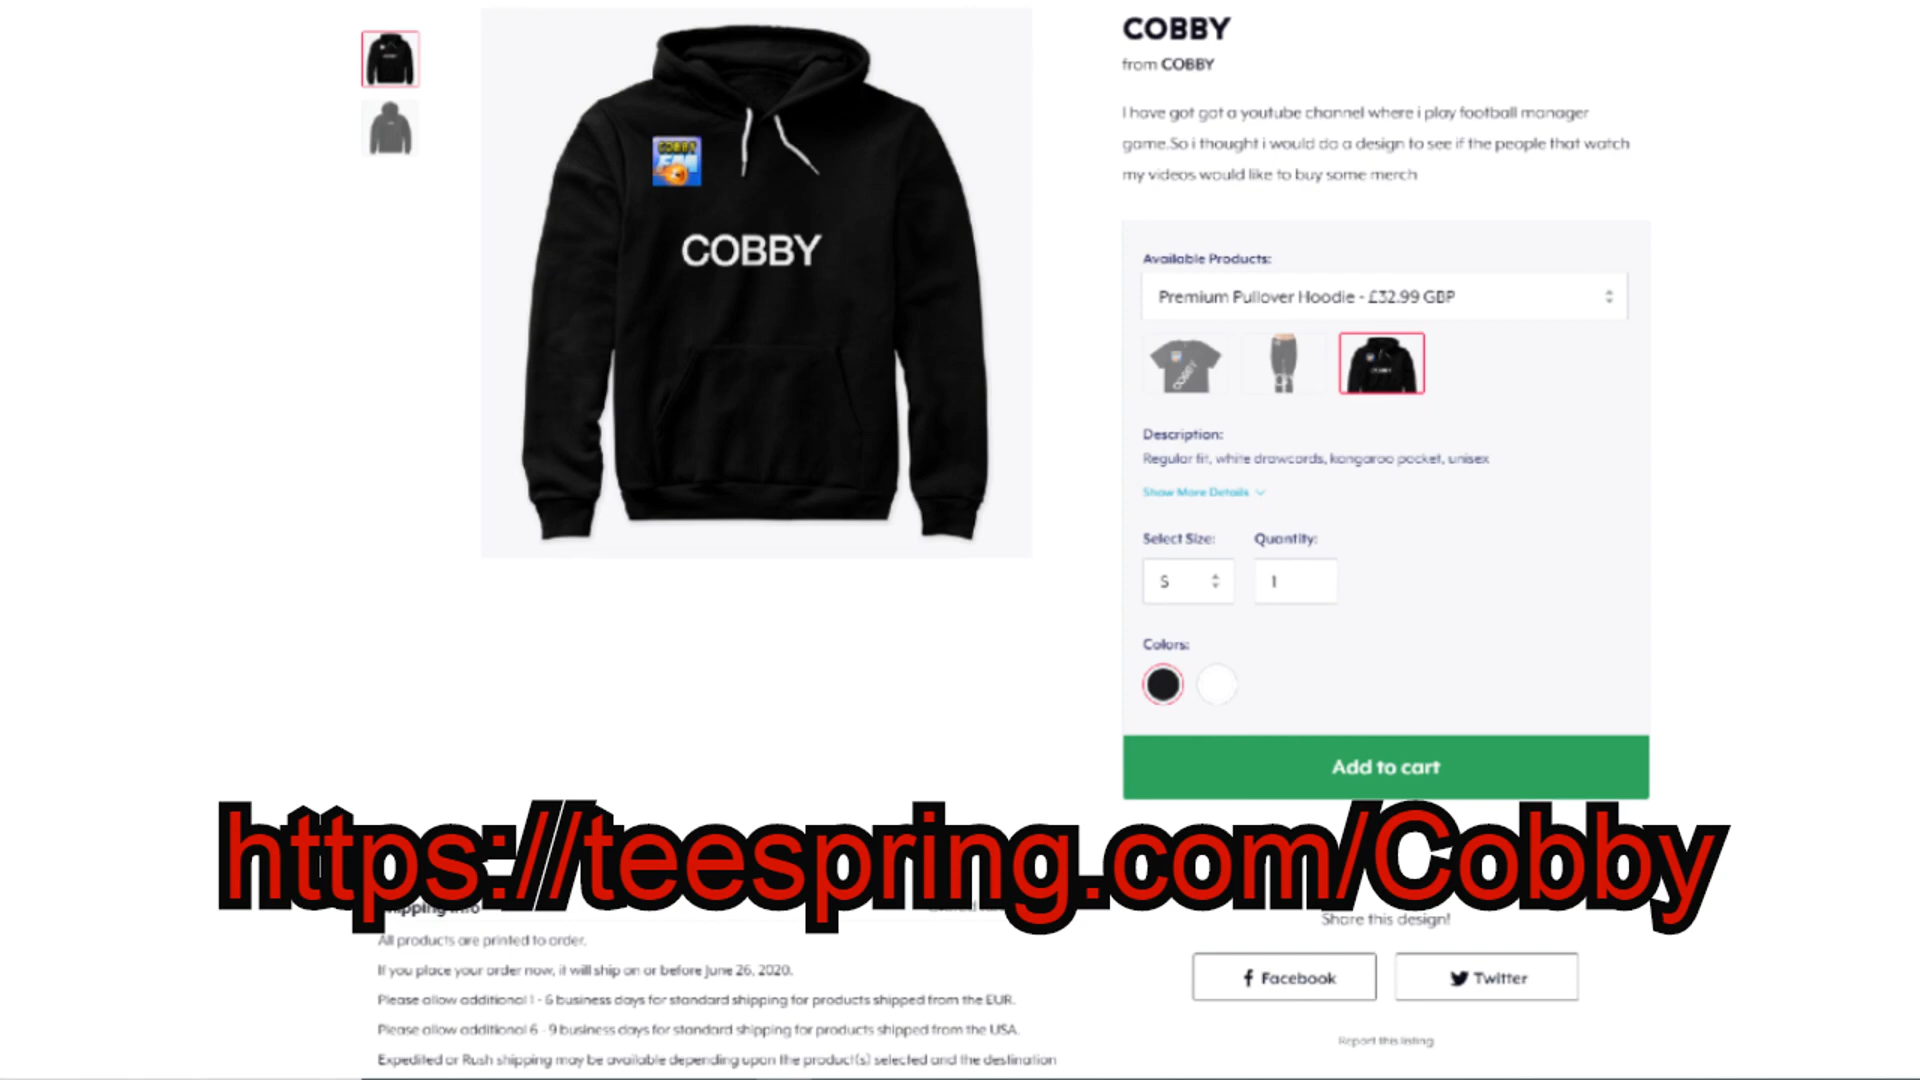 COBBY
from COBBY
I have got got a youtube channel where i play football manager
game.So i thought i would do a design to see if the people that watch
my videos would like to buy some merch
COBBY
COBBY
Available Products:
Premium Pullover Hoodie - £32.99 GBP
Description:
Regular fit, white drawcords, kangaroo pocket, unisex
Show More Details
Select Size: Quantity:
S 1
Colors:
Add to cart
https://teespring.com/Cobby
Shipping info
All products are printed to order.
If you place your order now, it will ship on or before June 26, 2020.
Please allow additional 1 - 6 business days for standard shipping for products shipped from the EUR.
Please allow additional 6 - 9 business days for standard shipping for products shipped from the USA.
Expedited or Rush shipping may be available depending upon the product(s) selected and the destination
Share this design!
Facebook Twitter
Report this listing